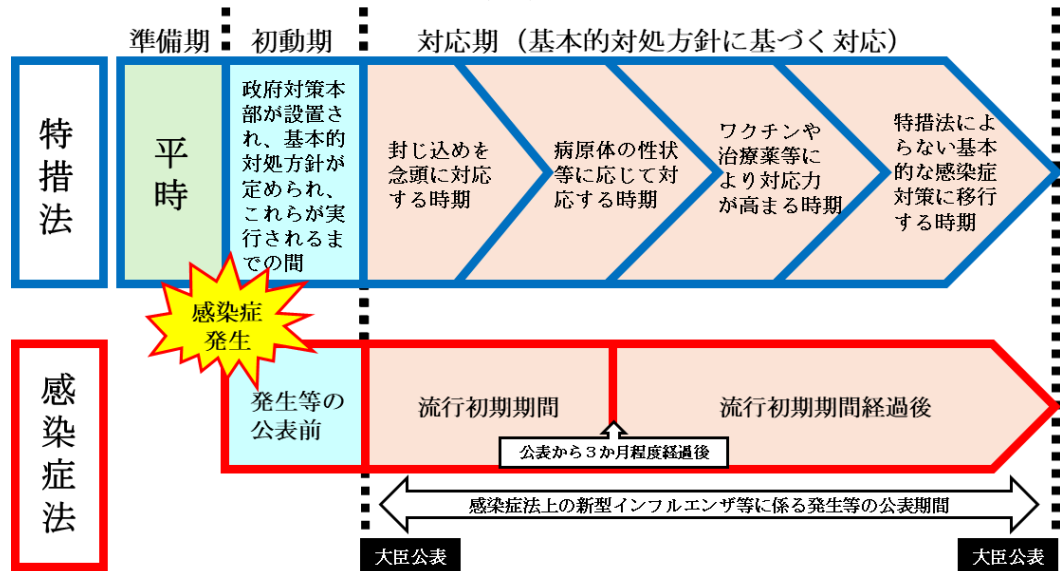 準備期
初動期
対応期（基本的対処方針に基づく対応）
特措法
平時
政府対策本
部が設置さ
れ、基本的
対処方針が
定められ、
これらが実
行されるま
での間
封じ込めを
念頭に対応
する時期
病原体の性状
等に応じて対
応する時期
ワクチンや
治療薬等に
より対応力
が高まる時期
特措法によ
らない基本
的な感染症
対策に移行
する時期
感染症
発生
感染症法
発生等の
公表前
流行初期期間
流行初期期間経過後
公表から３か月程度経過後
感染症法上の新型インフルエンザ等に係る発生等の公表期間
大臣公表
大臣公表